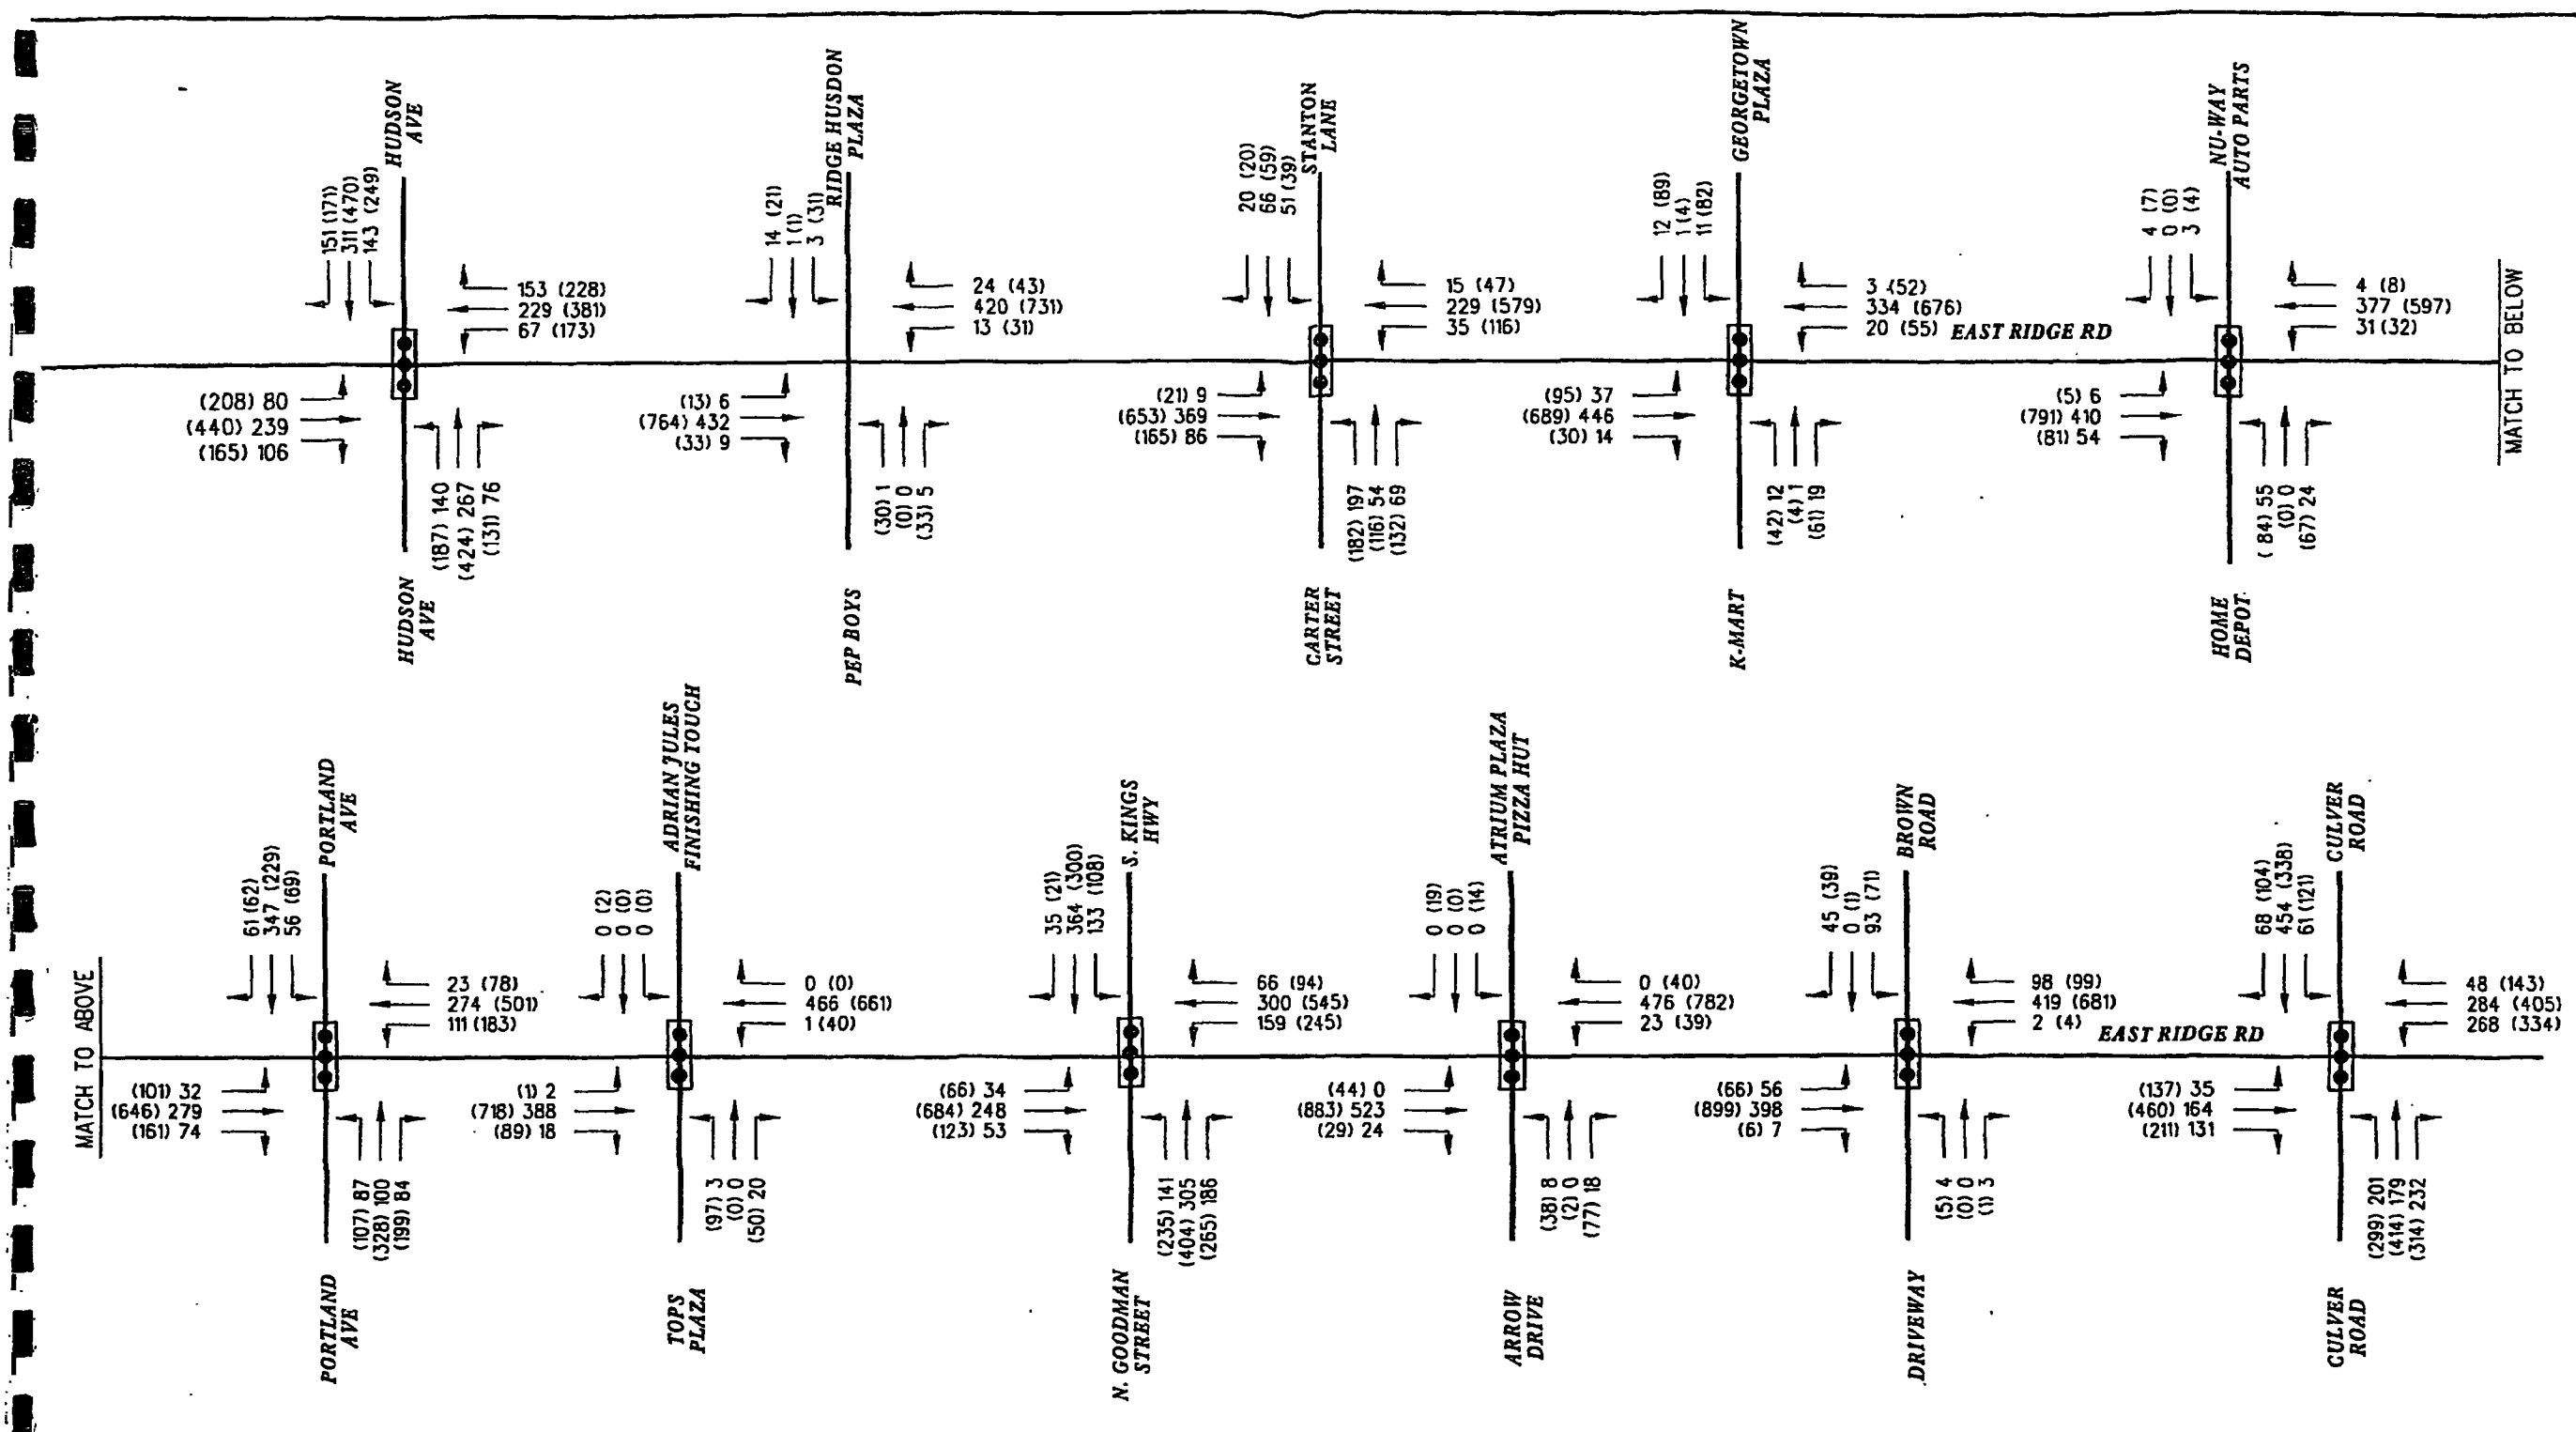 HUDSON
AVE
151 (171)
311 (470)
143 (249)
153 (228)
229 (381)
67 (173)
(208) 80
(440) 239
(165) 106
(187) 140
(424) 267
(131) 76
HUDSON
AVE
RIDGE HUSDON
PLAZA
14 (21)
1 (1)
3 (31)
24 (43)
420 (731)
13 (31)
(13) 6
(764) 432
(33) 9
(30) 1
(0) 0
(33) 5
PEP BOYS
STANTON
LANE
20 (20)
66 (59)
51 (39)
15 (47)
229 (579)
35 (116)
(21) 9
(653) 369
(165) 86
(182) 197
(116) 54
(132) 69
CARTER
STREET
GEORGETOWN
PLAZA
12 (89)
1 (4)
11 (82)
3 (52)
334 (676)
20 (55)
EAST RIDGE RD
(95) 37
(689) 446
(30) 14
(42) 12
(4) 1
(61) 19
K-MART
NU-WAY
AUTO PARTS
4 (7)
0 (0)
3 (4)
4 (8)
377 (597)
31 (32)
(5) 6
(791) 410
(81) 54
(84) 55
(0) 0
(67) 24
HOME
DEPOT
MATCH TO BELOW
MATCH TO ABOVE
PORTLAND
AVE
61 (62)
347 (229)
56 (69)
23 (78)
274 (501)
111 (183)
(101) 32
(646) 279
(161) 74
(107) 87
(328) 100
(199) 84
PORTLAND
AVE
ADRIAN JULES
FINISHING TOUCH
0 (2)
0 (0)
0 (0)
0 (0)
466 (661)
1 (40)
(1) 2
(718) 388
(89) 18
(97) 3
(0) 0
(50) 20
TOPS
PLAZA
S. KINGS
HWY
35 (21)
364 (300)
133 (108)
66 (94)
300 (545)
159 (245)
(66) 34
(684) 248
(123) 53
(235) 141
(404) 305
(265) 186
N. GOODMAN
STREET
ATRIUM PLAZA
PIZZA HUT
0 (19)
0 (0)
0 (14)
0 (40)
476 (782)
23 (39)
(44) 0
(883) 523
(29) 24
(38) 8
(2) 0
(77) 18
ARROW
DRIVE
BROWN
ROAD
45 (39)
0 (1)
93 (71)
98 (99)
419 (681)
2 (4)
EAST RIDGE RD
(66) 56
(899) 398
(6) 7
(5) 4
(0) 0
(1) 3
DRIVEWAY
CULVER
ROAD
68 (104)
454 (338)
61 (121)
48 (143)
284 (405)
268 (334)
(137) 35
(460) 164
(211) 131
(299) 201
(414) 179
(314) 232
CULVER
ROAD